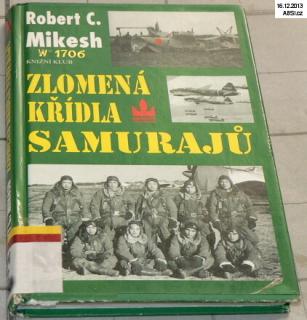 16.12.2013
ABSI.cz
Robert C.
Mikesh
W 1706
KNIŽNÍ KLUB
ZLOMENÁ
KŘÍDLA
SAMURAJŮ